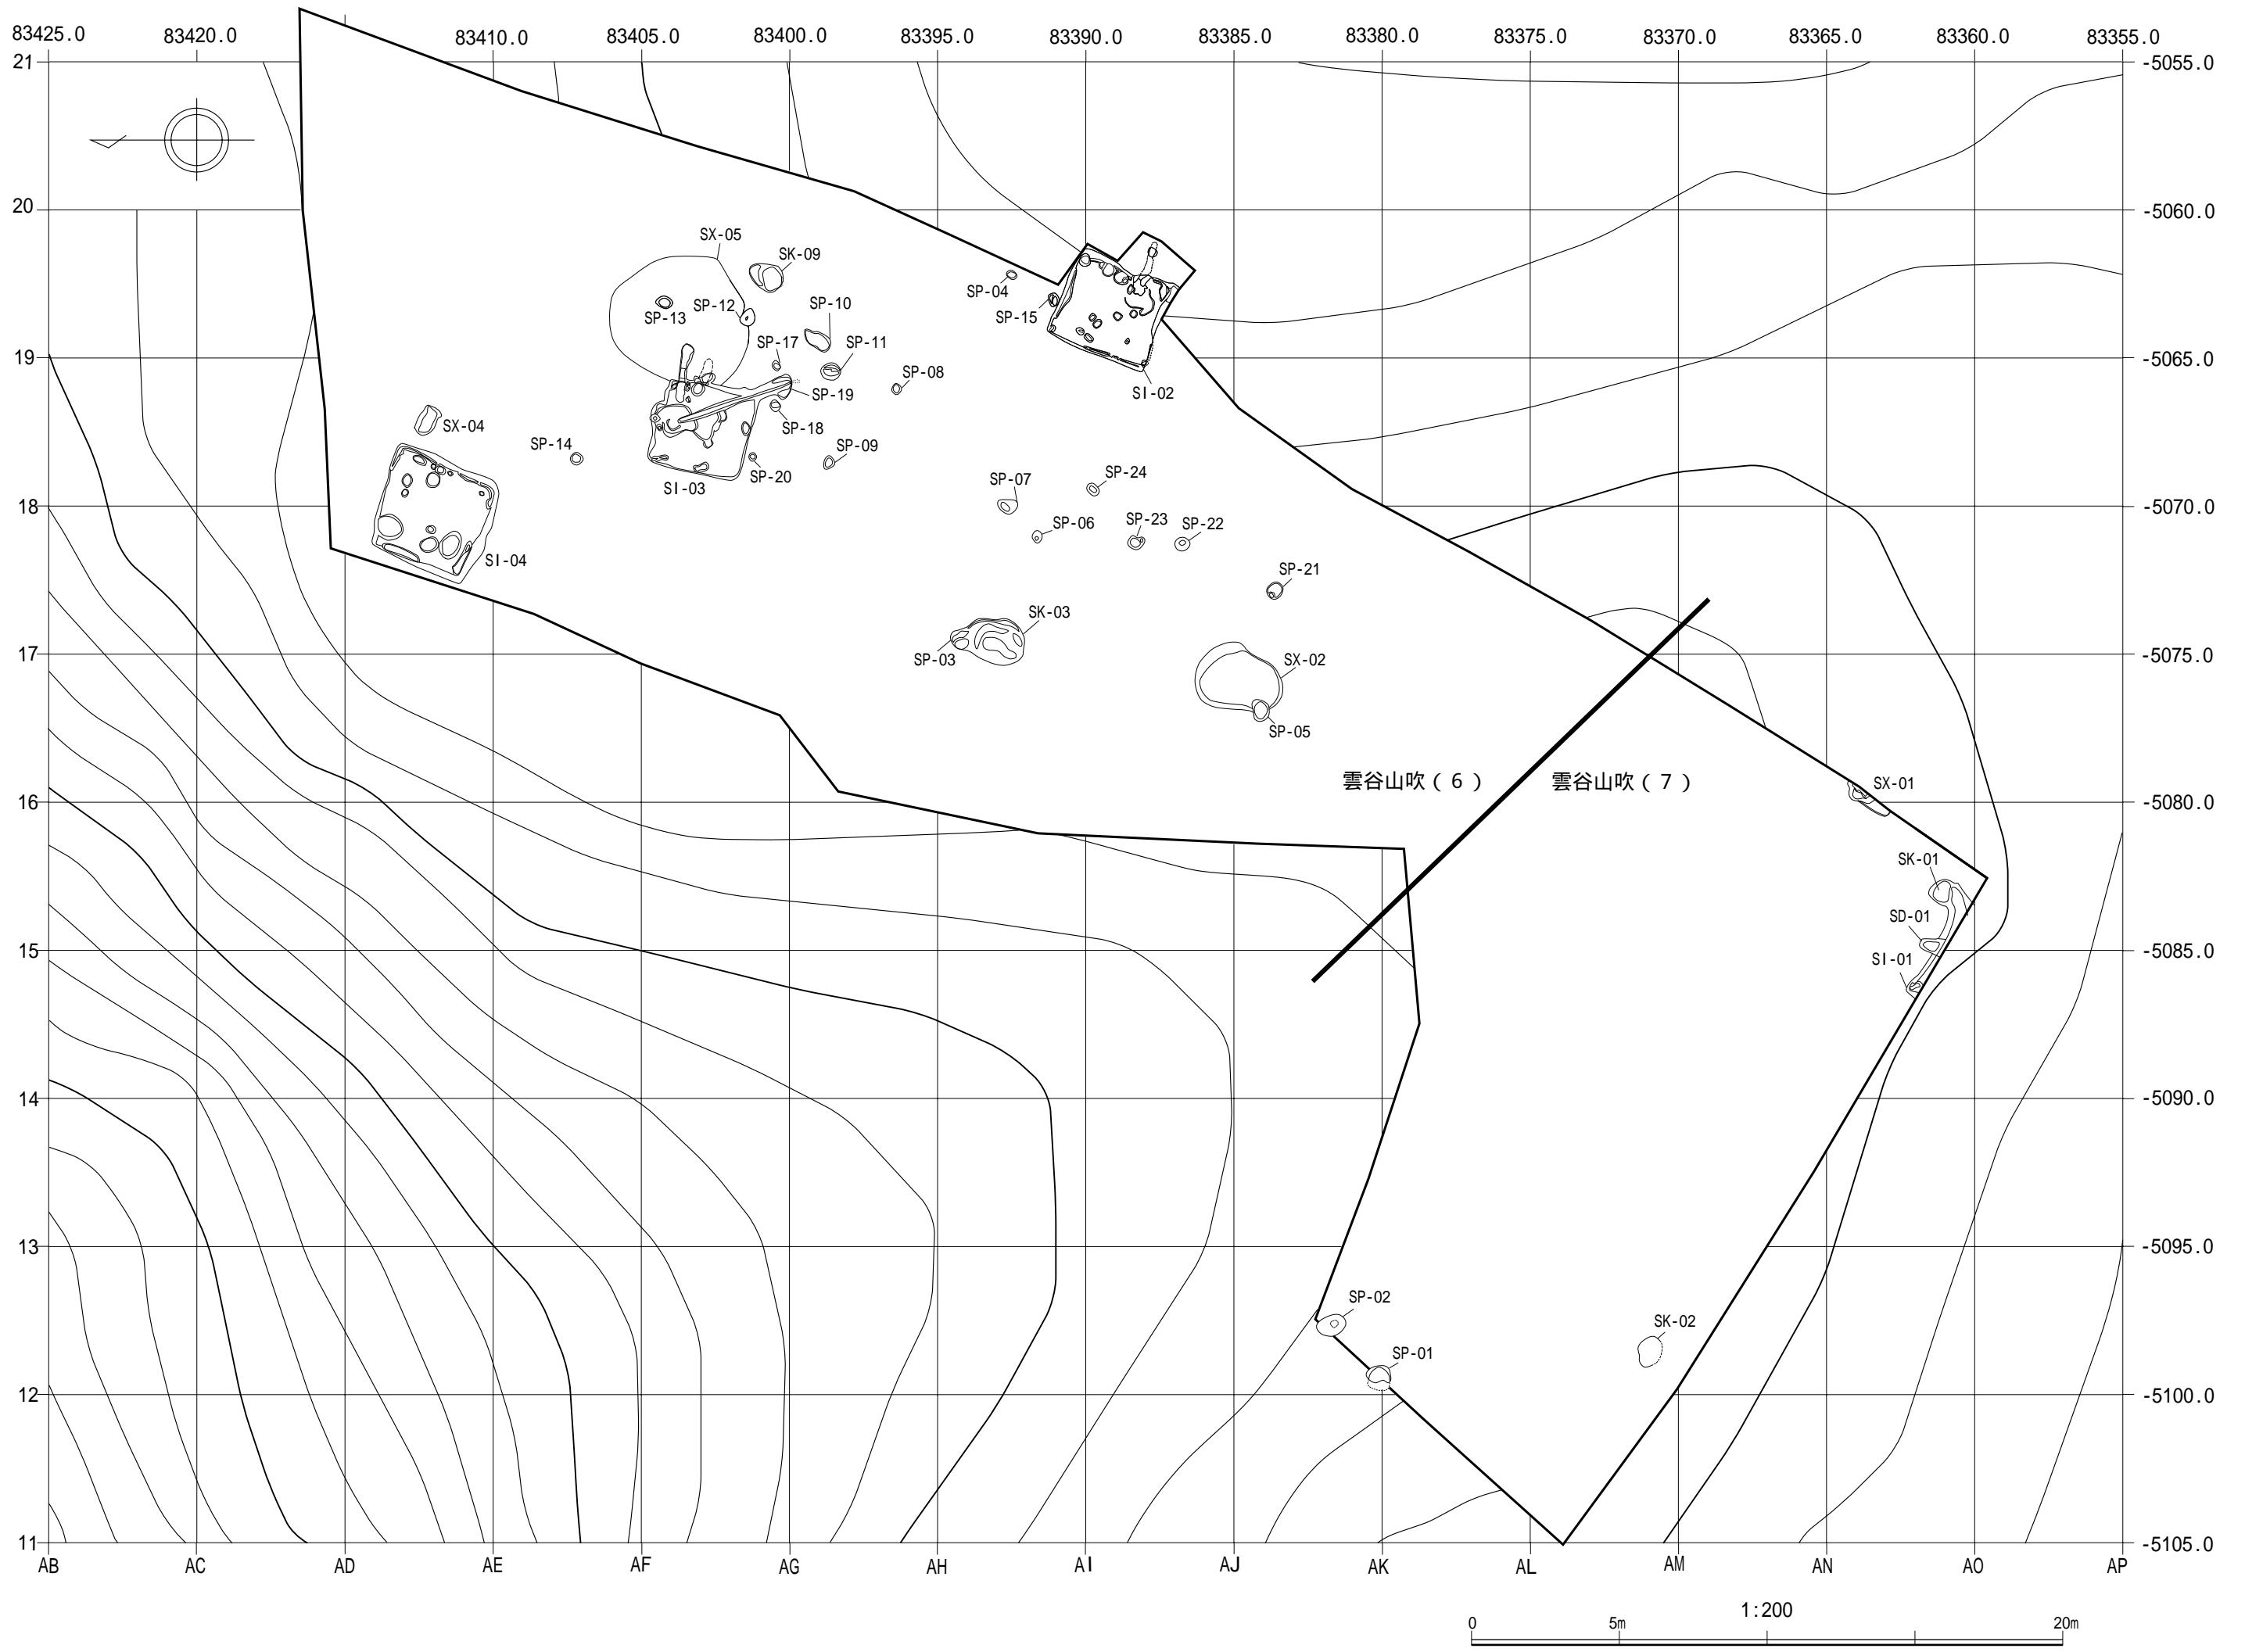 83425.0 83420.0 83410.0 83405.0 83400.0 83395.0 83390.0 83385.0 83380.0 83375.0 83370.0 83365.0 83360.0 83355.0
21 -5055.0
20 -5060.0
SX-05
SK-09
SP-04
SP-12
SP-10
SP-13
SP-15
SP-17
SP-11
19 -5065.0
SP-08
SP-19
SI-02
SX-04
SP-18
SP-14
SP-09
SP-20
SP-24
SI-03
SP-07
18 -5070.0
SP-06
SP-23
SP-22
SI-04
SP-21
SK-03
17 -5075.0
SP-03
SX-02
SP-05
雲谷山吹(6)
雲谷山吹(7)
SX-01
16 -5080.0
SK-01
SD-01
15 -5085.0
SI-01
14 -5090.0
13 -5095.0
SP-02
SK-02
SP-01
12 -5100.0
11 -5105.0
AB AC AD AE AF AG AH AI AJ AK AL AM AN AO AP
1:200
0 5m 20m